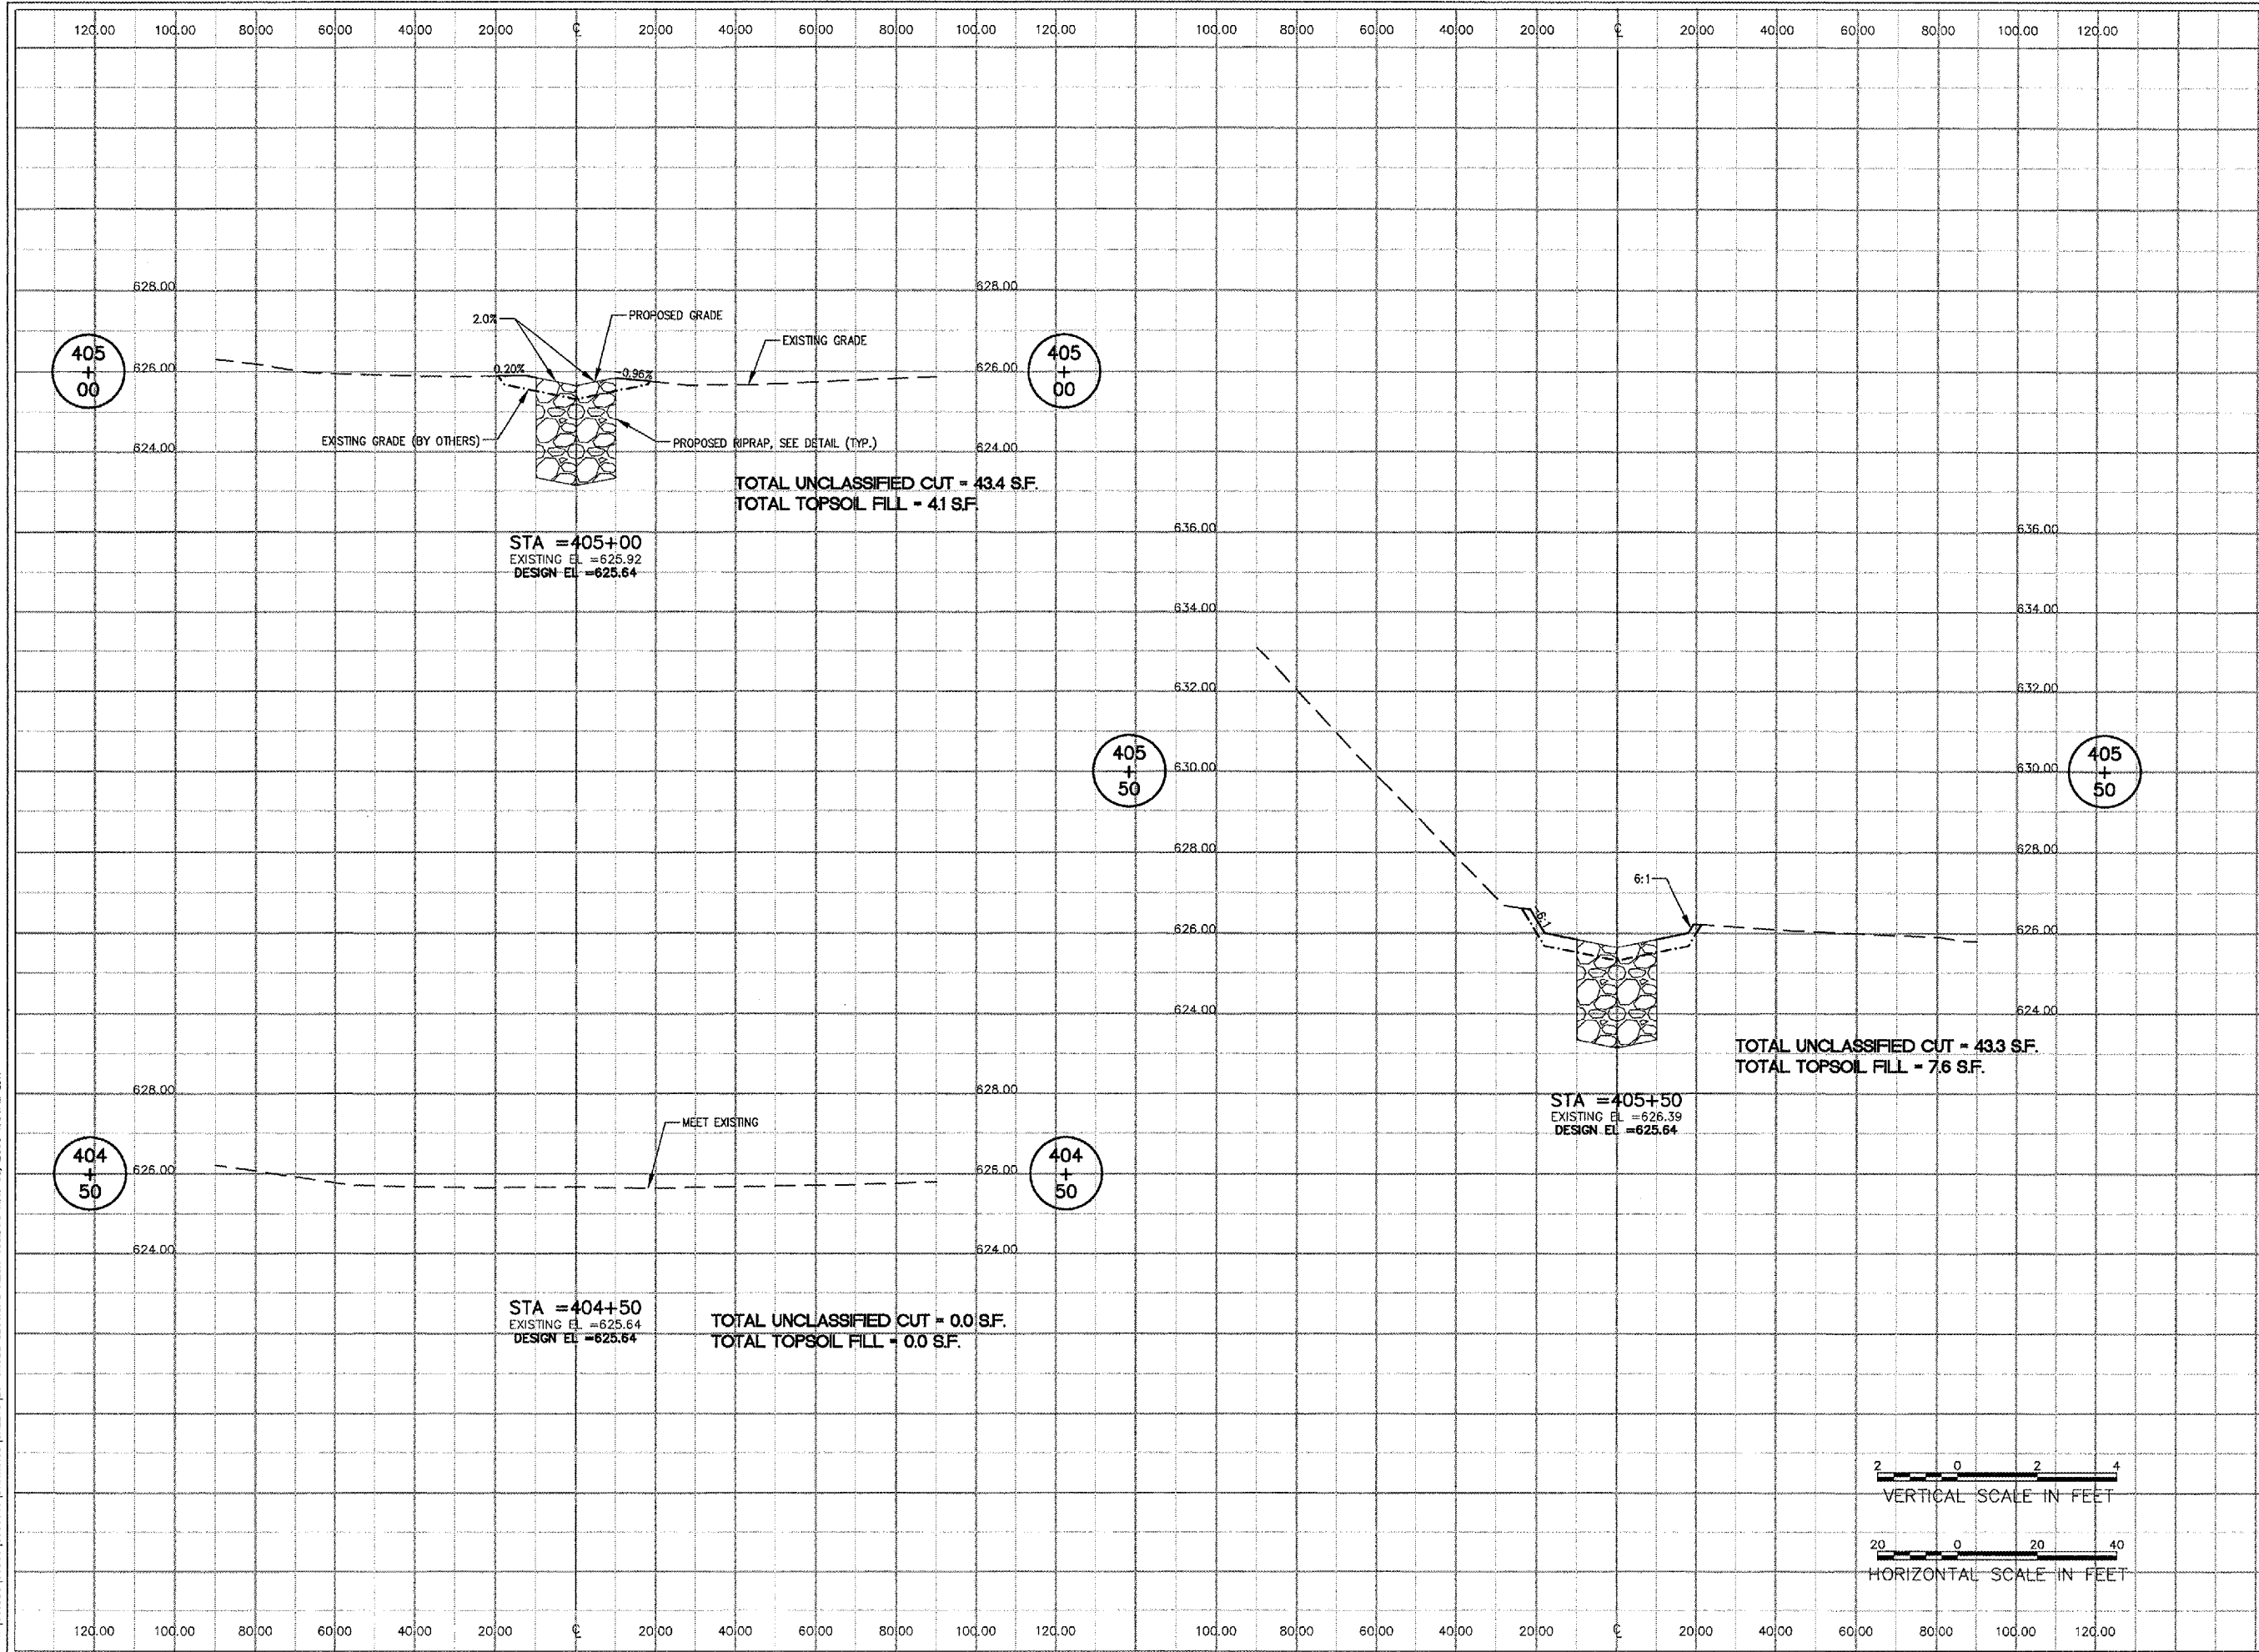 120.00 100.00 80.00 60.00 40.00 20.00 ℄ 20.00 40.00 60.00 80.00 100.00 120.00
100.00 80.00 60.00 40.00 20.00 ℄ 20.00 40.00 60.00 80.00 100.00 120.00
628.00 628.00
2.0%
PROPOSED GRADE
EXISTING GRADE
405
+
00
626.00
0.20%
-0.96%
626.00
405
+
00
EXISTING GRADE (BY OTHERS)
PROPOSED RIPRAP, SEE DETAIL (TYP.)
624.00 624.00
TOTAL UNCLASSIFIED CUT = 43.4 S.F.
TOTAL TOPSOIL FILL = 4.1 S.F.
STA =405+00
EXISTING EL =625.92
DESIGN EL =625.64
636.00 636.00
634.00 634.00
632.00 632.00
405
+
50
630.00 630.00
405
+
50
628.00 628.00
6:1
-6:1
626.00 626.00
624.00 624.00
TOTAL UNCLASSIFIED CUT = 43.3 S.F.
TOTAL TOPSOIL FILL = 7.6 S.F.
STA =405+50
EXISTING EL =626.39
DESIGN EL =625.64
628.00 628.00
MEET EXISTING
404
+
50
626.00 626.00
404
+
50
624.00 624.00
STA =404+50
EXISTING EL =625.64
DESIGN EL =625.64
TOTAL UNCLASSIFIED CUT = 0.0 S.F.
TOTAL TOPSOIL FILL = 0.0 S.F.
2 0 2 4
VERTICAL SCALE IN FEET
20 0 20 40
HORIZONTAL SCALE IN FEET
120.00 100.00 80.00 60.00 40.00 20.00 ℄ 20.00 40.00 60.00 80.00 100.00 120.00
100.00 80.00 60.00 40.00 20.00 ℄ 20.00 40.00 60.00 80.00 100.00 120.00